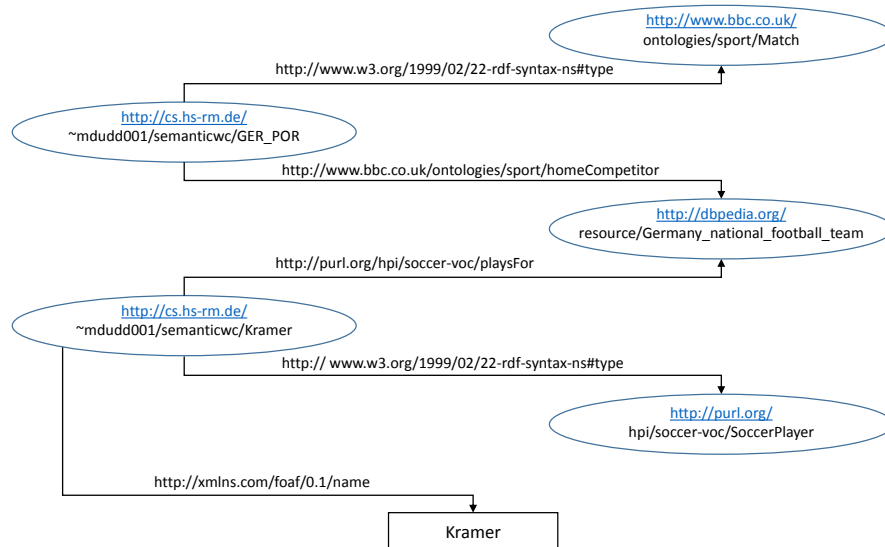 http://www.bbc.co.uk/
ontologies/sport/Match
http://www.w3.org/1999/02/22-rdf-syntax-ns#type
http://cs.hs-rm.de/
~mdudd001/semanticwc/GER_POR
http://www.bbc.co.uk/ontologies/sport/homeCompetitor
http://dbpedia.org/
resource/Germany_national_football_team
http://purl.org/hpi/soccer-voc/playsFor
http://cs.hs-rm.de/
~mdudd001/semanticwc/Kramer
http:// www.w3.org/1999/02/22-rdf-syntax-ns#type
http://purl.org/
hpi/soccer-voc/SoccerPlayer
http://xmlns.com/foaf/0.1/name
Kramer